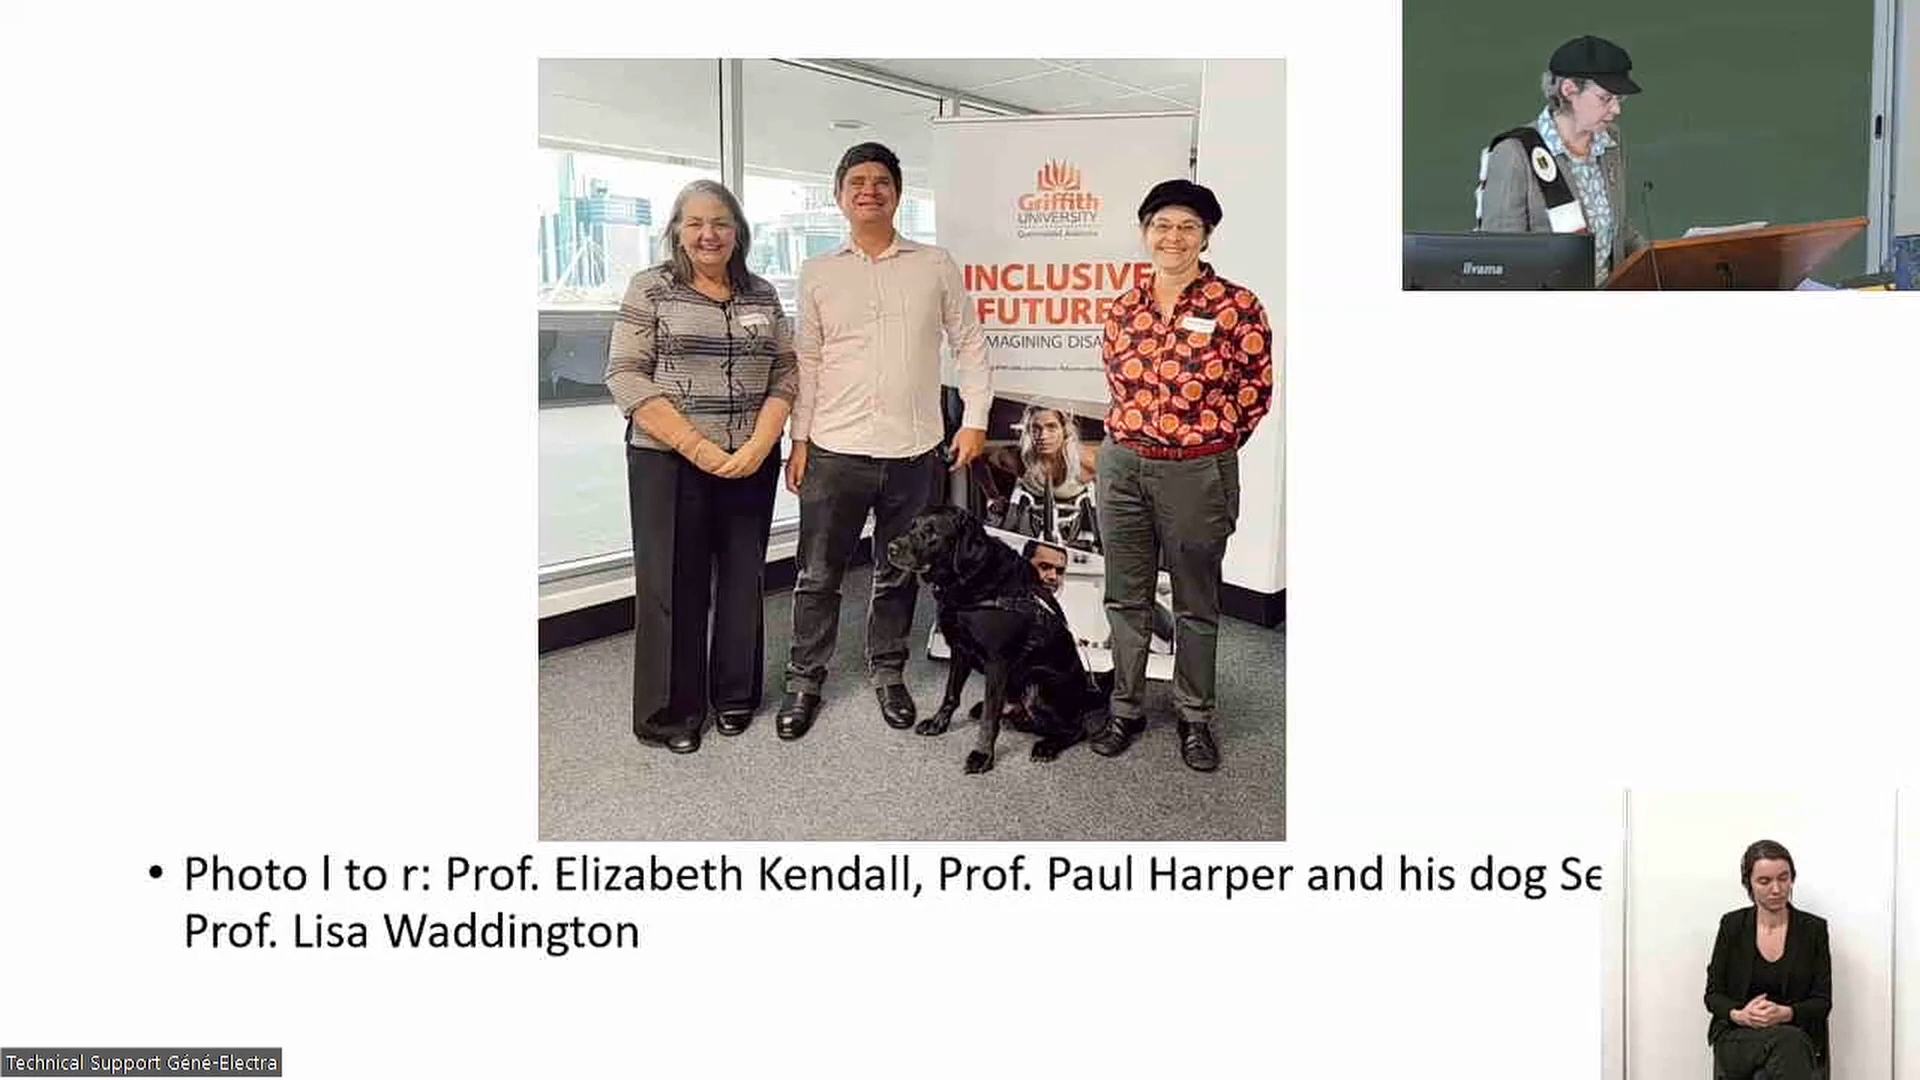 Griffith
UNIVERSITY
INCLUSIVE
FUTURE
MAGINING DISA
iiyama
• Photo l to r: Prof. Elizabeth Kendall, Prof. Paul Harper and his dog Se
Prof. Lisa Waddington
Technical Support Géné-Electra